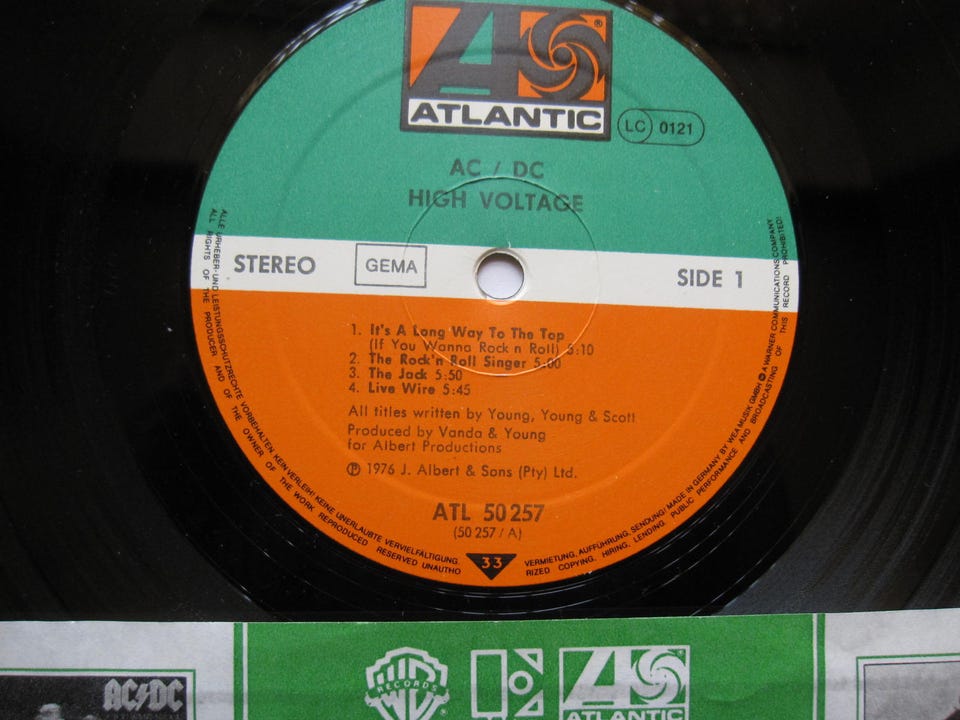 ATLANTIC
®
LC 0121
AC / DC
HIGH VOLTAGE
STEREO
GEMA
SIDE 1
1. It's A Long Way To The Top
(If You Wanna Rock n Roll) 5:10
2. The Rock'n Roll Singer 5:00
3. The Jack 5:50
4. Live Wire 5:45
All titles written by Young, Young & Scott
Produced by Vanda & Young
for Albert Productions
℗ 1976 J. Albert & Sons (Pty) Ltd.
ATL 50 257
(50 257 / A)
33
ALLE URHEBER- UND LEISTUNGSSCHUTZRECHTE VORBEHALTEN KEIN VERLEIH! KEINE UNERLAUBTE VERVIELFÄLTIGUNG.
VERMIETUNG, AUFFÜHRUNG, SENDUNG! MADE IN GERMANY BY WEA MUSIK GMBH A WARNER COMMUNICATIONS COMPANY
ALL RIGHTS OF THE PRODUCER AND OF THE OWNER OF THE WORK REPRODUCED RESERVED UNAUTHO
RIZED COPYING, HIRING, LENDING, PUBLIC PERFORMANCE AND BROADCASTING OF THIS RECORD PROHIBITED!
AC/DC
RECORDS
ATLANTIC